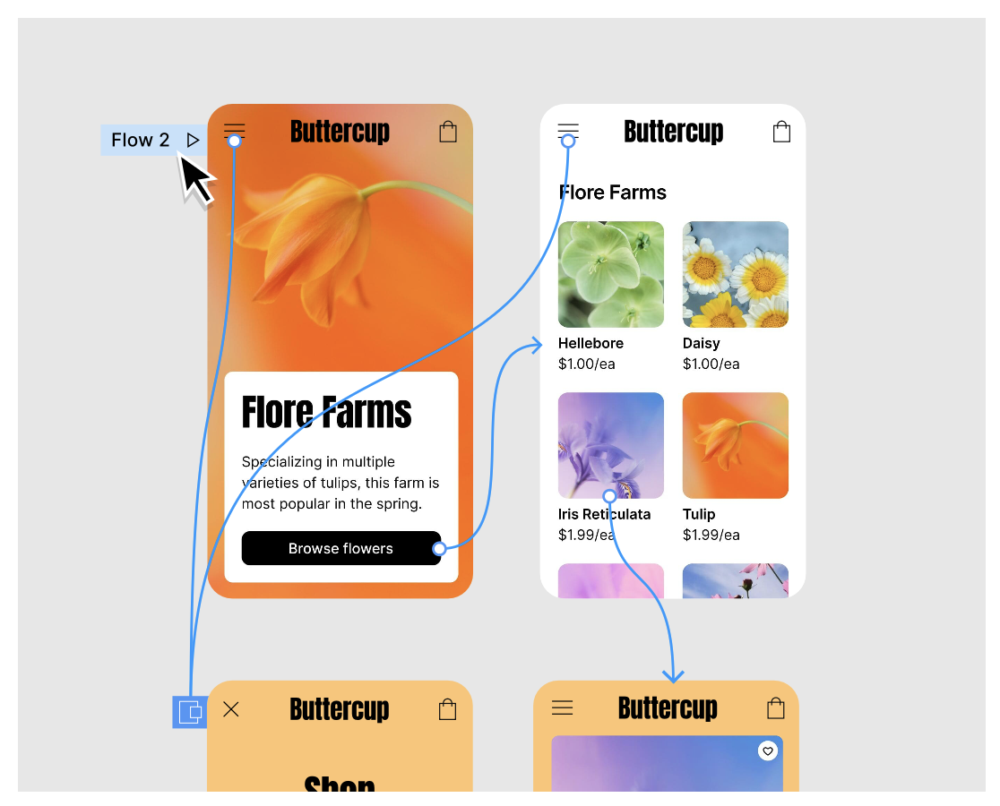 Flow 2
Buttercup
Flore Farms
Specializing in multiple
varieties of tulips, this farm is
most popular in the spring.
Browse flowers
Buttercup
Flore Farms
Hellebore
$1.00/ea
Daisy
$1.00/ea
Iris Reticulata
$1.99/ea
Tulip
$1.99/ea
Buttercup
Shop
Buttercup